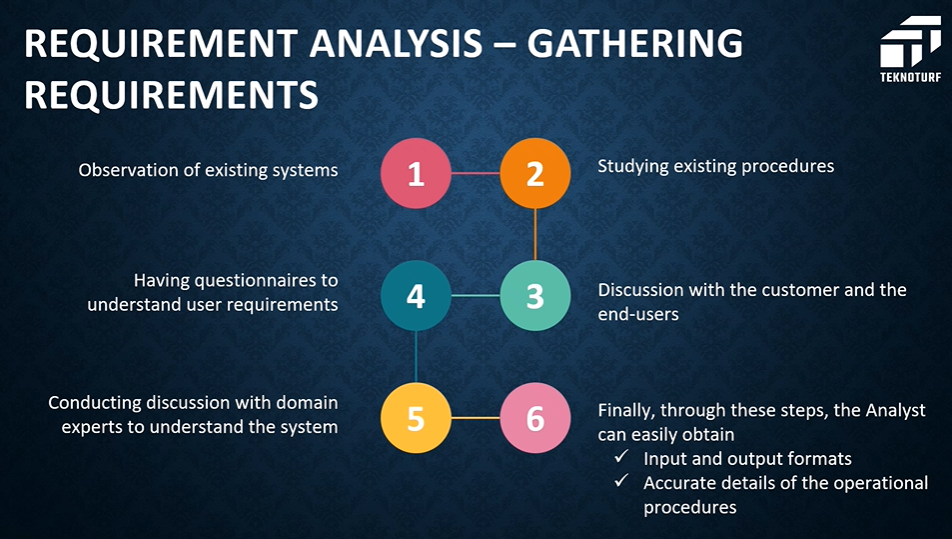 REQUIREMENT ANALYSIS – GATHERING
REQUIREMENTS
TEKNOTURF
Observation of existing systems
1
2
Studying existing procedures
Discussion with the customer and the
end-users
3
4
Having questionnaires to
understand user requirements
Conducting discussion with domain
experts to understand the system
5
6
Finally, through these steps, the Analyst
can easily obtain
✓ Input and output formats
✓ Accurate details of the operational
procedures